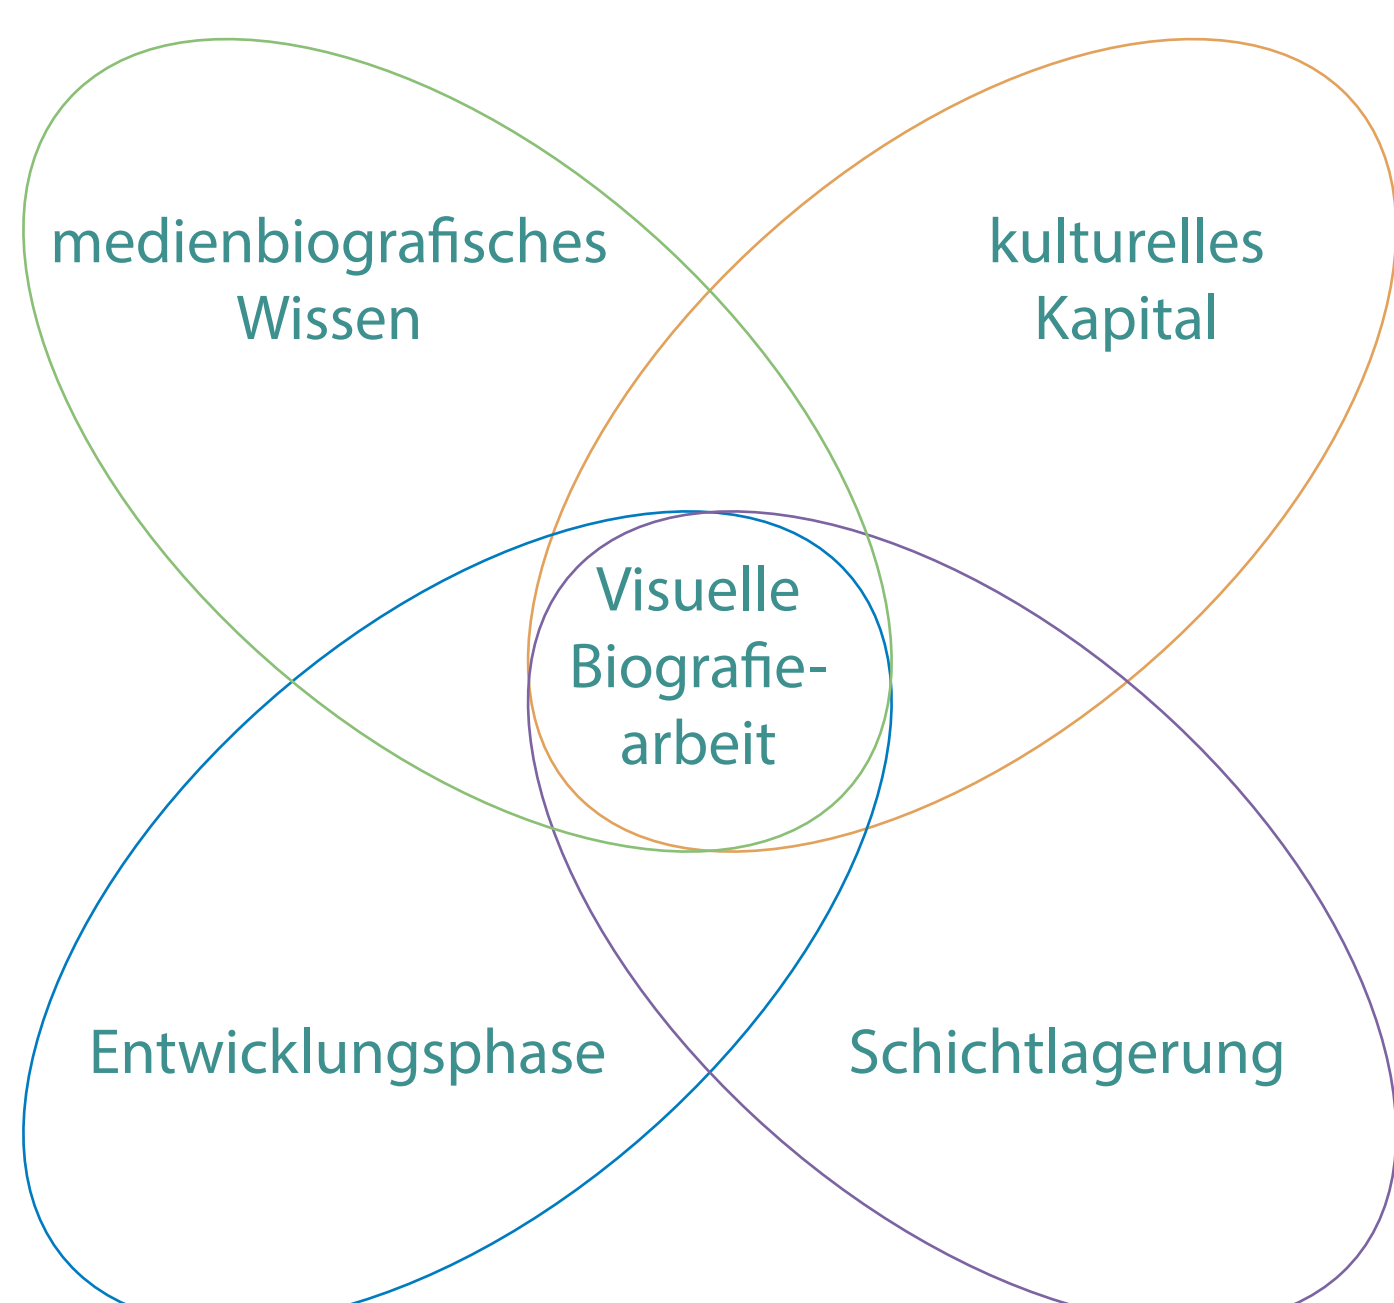 medienbiografisches
Wissen
kulturelles
Kapital
Visuelle
Biografie-
arbeit
Entwicklungsphase
Schichtlagerung